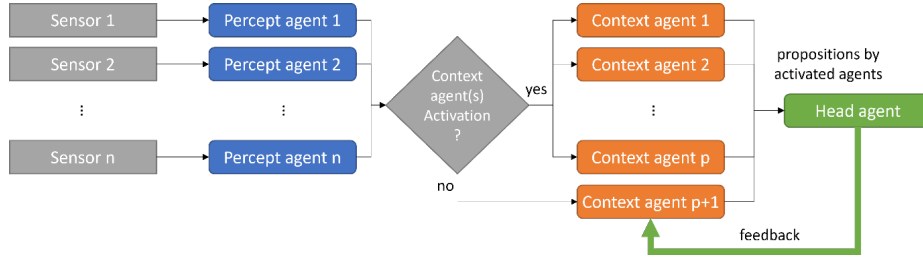 Sensor 1
Percept agent 1
Context agent 1
Sensor 2
Percept agent 2
Context agent 2
propositions by
activated agents
Context
agent(s)
Activation
?
yes
⋮
⋮
⋮
Head agent
Sensor n
Percept agent n
Context agent p
no
Context agent p+1
feedback